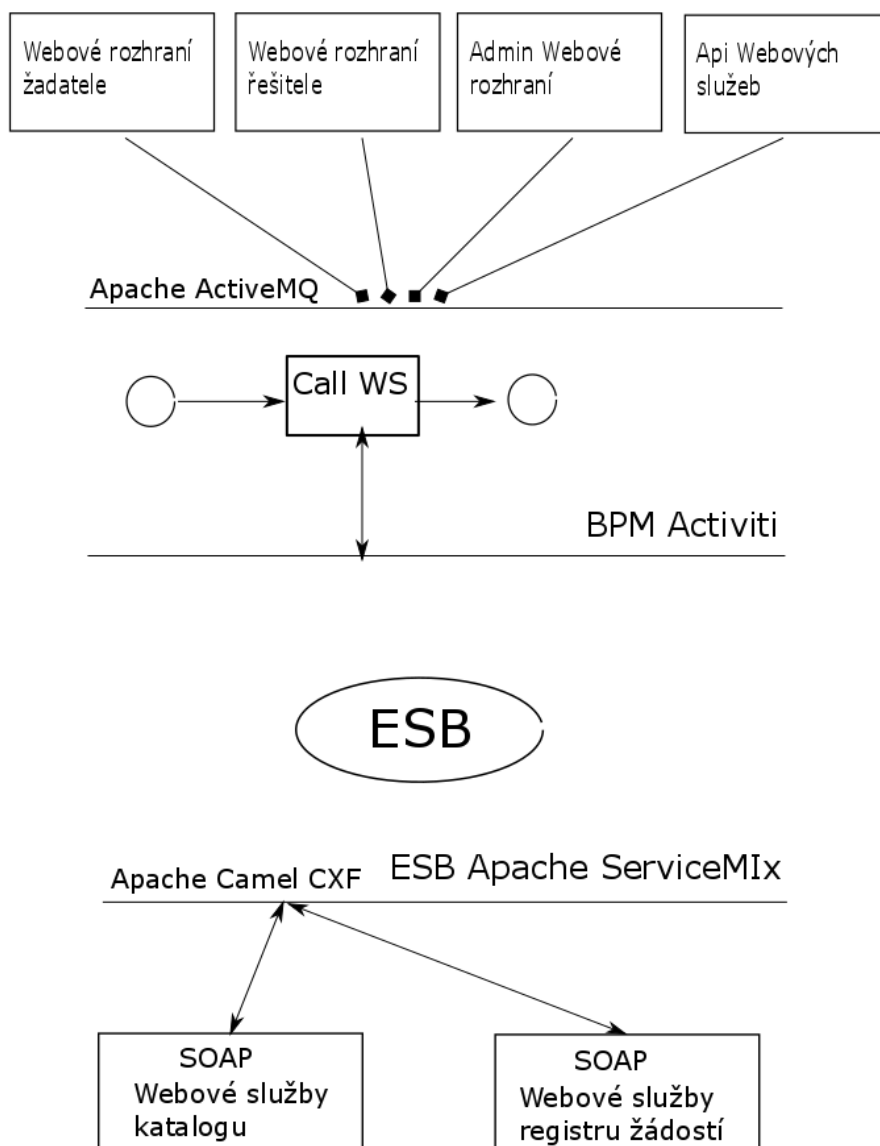 Webové rozhraní
žadatele
Webové rozhraní
řešitele
Admin Webové
rozhraní
Api Webových
služeb
Apache ActiveMQ
Call WS
BPM Activiti
ESB
Apache Camel CXF
ESB Apache ServiceMIx
SOAP
Webové služby
katalogu
SOAP
Webové služby
registru žádostí